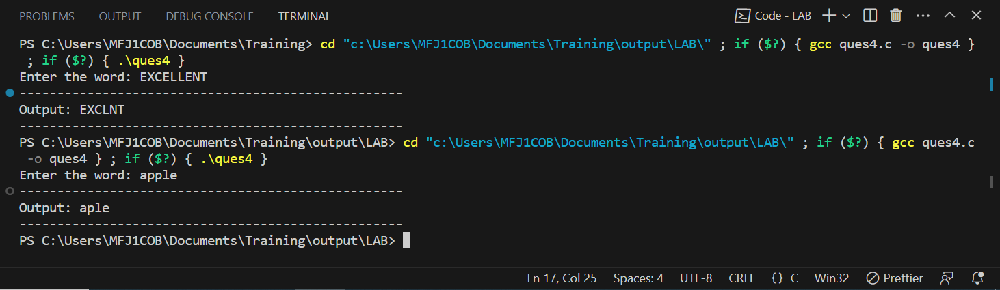 PROBLEMS OUTPUT DEBUG CONSOLE TERMINAL Code - LAB
PS C:\Users\MFJ1COB\Documents\Training> cd "c:\Users\MFJ1COB\Documents\Training\output\LAB\" ; if ($?) { gcc ques4.c -o ques4 }
; if ($?) { .\ques4 }
Enter the word: EXCELLENT
---------------------------------------------------
Output: EXCLNT
---------------------------------------------------
PS C:\Users\MFJ1COB\Documents\Training\output\LAB> cd "c:\Users\MFJ1COB\Documents\Training\output\LAB\" ; if ($?) { gcc ques4.c
-o ques4 } ; if ($?) { .\ques4 }
Enter the word: apple
---------------------------------------------------
Output: aple
---------------------------------------------------
PS C:\Users\MFJ1COB\Documents\Training\output\LAB>
Ln 17, Col 25 Spaces: 4 UTF-8 CRLF {} C Win32 Prettier